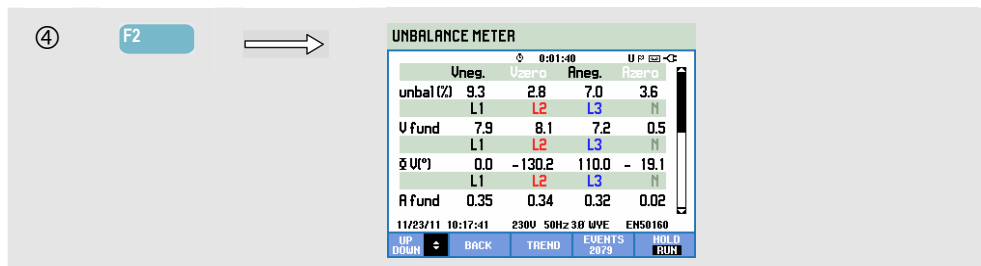 ④ F2
UNBALANCE METER
0:01:40 U
Vneg. Vzero Aneg. Azero
unbal (%) 9.3 2.8 7.0 3.6
L1 L2 L3 N
V fund 7.9 8.1 7.2 0.5
L1 L2 L3 N
Φ V(°) 0.0 -130.2 110.0 - 19.1
L1 L2 L3 N
A fund 0.35 0.34 0.32 0.02
11/23/11 10:17:41 230V 50Hz 3Ø WYE EN50160
UP DOWN BACK TREND EVENTS 2079 HOLD RUN